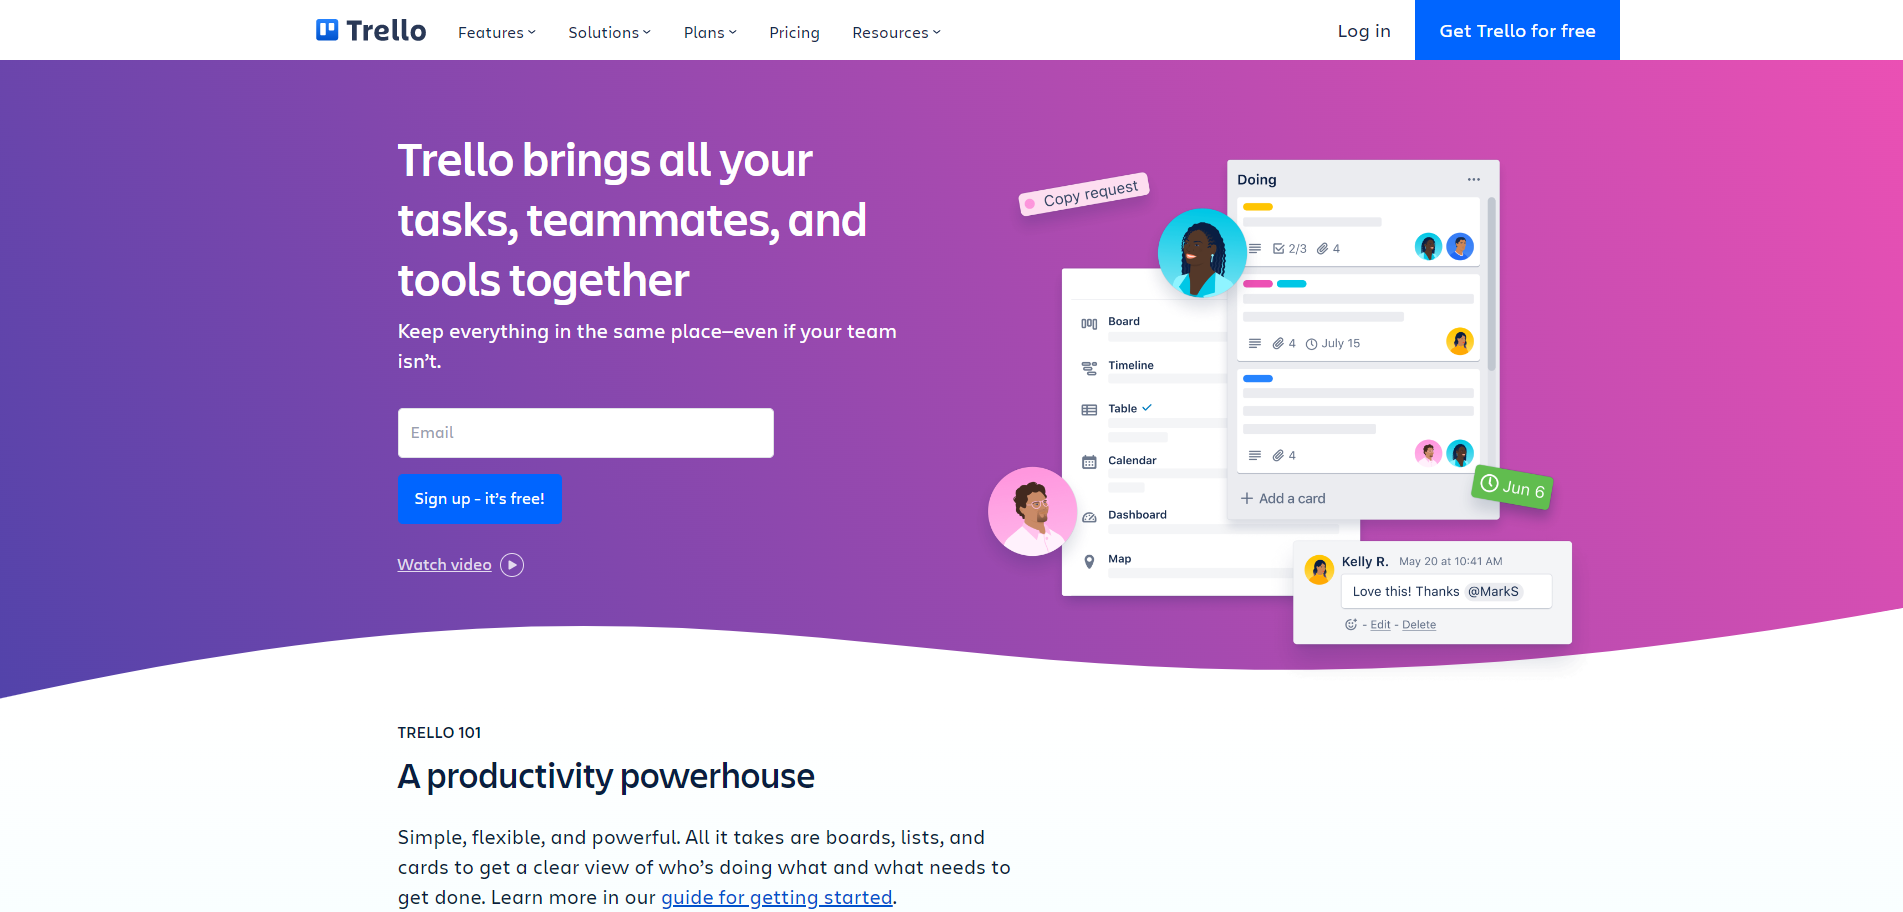 Trello
Features
Solutions
Plans
Pricing
Resources
Log in
Get Trello for free
Trello brings all your
tasks, teammates, and
tools together
Keep everything in the same place—even if your team
isn’t.
Email
Sign up - it’s free!
Watch video
Copy request
Doing
2/3 4
4 July 15
4
Add a card
Jun 6
Board
Timeline
Table
Calendar
Dashboard
Map
Kelly R. May 20 at 10:41 AM
Love this! Thanks @MarkS
- Edit - Delete
TRELLO 101
A productivity powerhouse
Simple, flexible, and powerful. All it takes are boards, lists, and
cards to get a clear view of who’s doing what and what needs to
get done. Learn more in our guide for getting started.